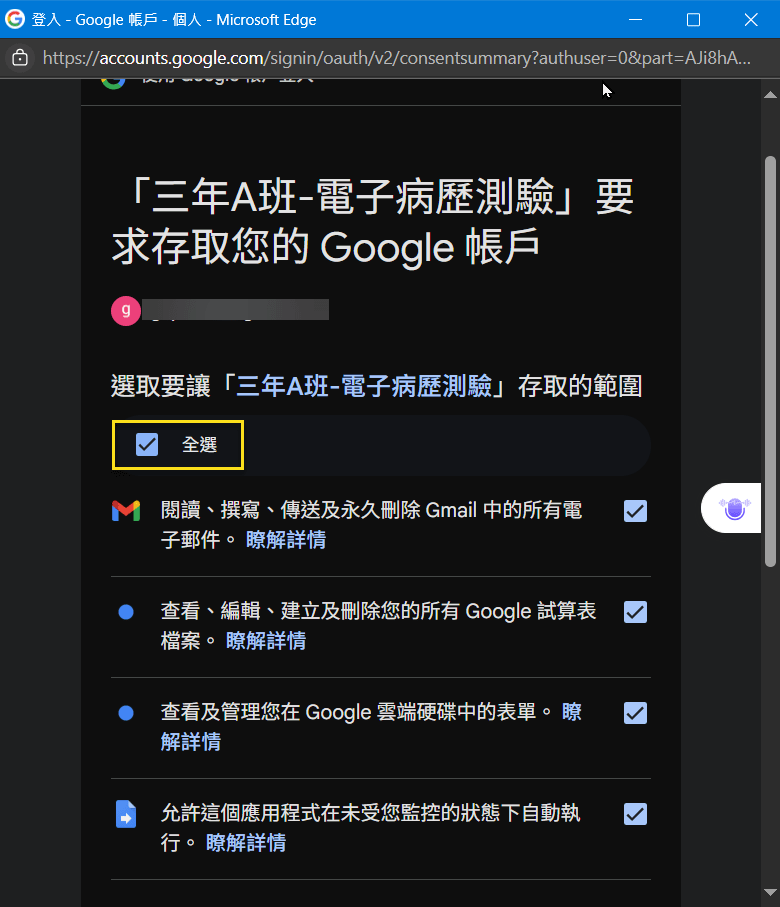 登入 - Google 帳戶 - 個人 - Microsoft Edge
https://accounts.google.com/signin/oauth/v2/consentsummary?authuser=0&part=AJi8hA...
使用 Google 帳戶登入
「三年A班-電子病歷測驗」要
求存取您的 Google 帳戶
g
選取要讓「三年A班-電子病歷測驗」存取的範圍
全選
閱讀、撰寫、傳送及永久刪除 Gmail 中的所有電
子郵件。 瞭解詳情
查看、編輯、建立及刪除您的所有 Google 試算表
檔案。 瞭解詳情
查看及管理您在 Google 雲端硬碟中的表單。 瞭
解詳情
允許這個應用程式在未受您監控的狀態下自動執
行。 瞭解詳情